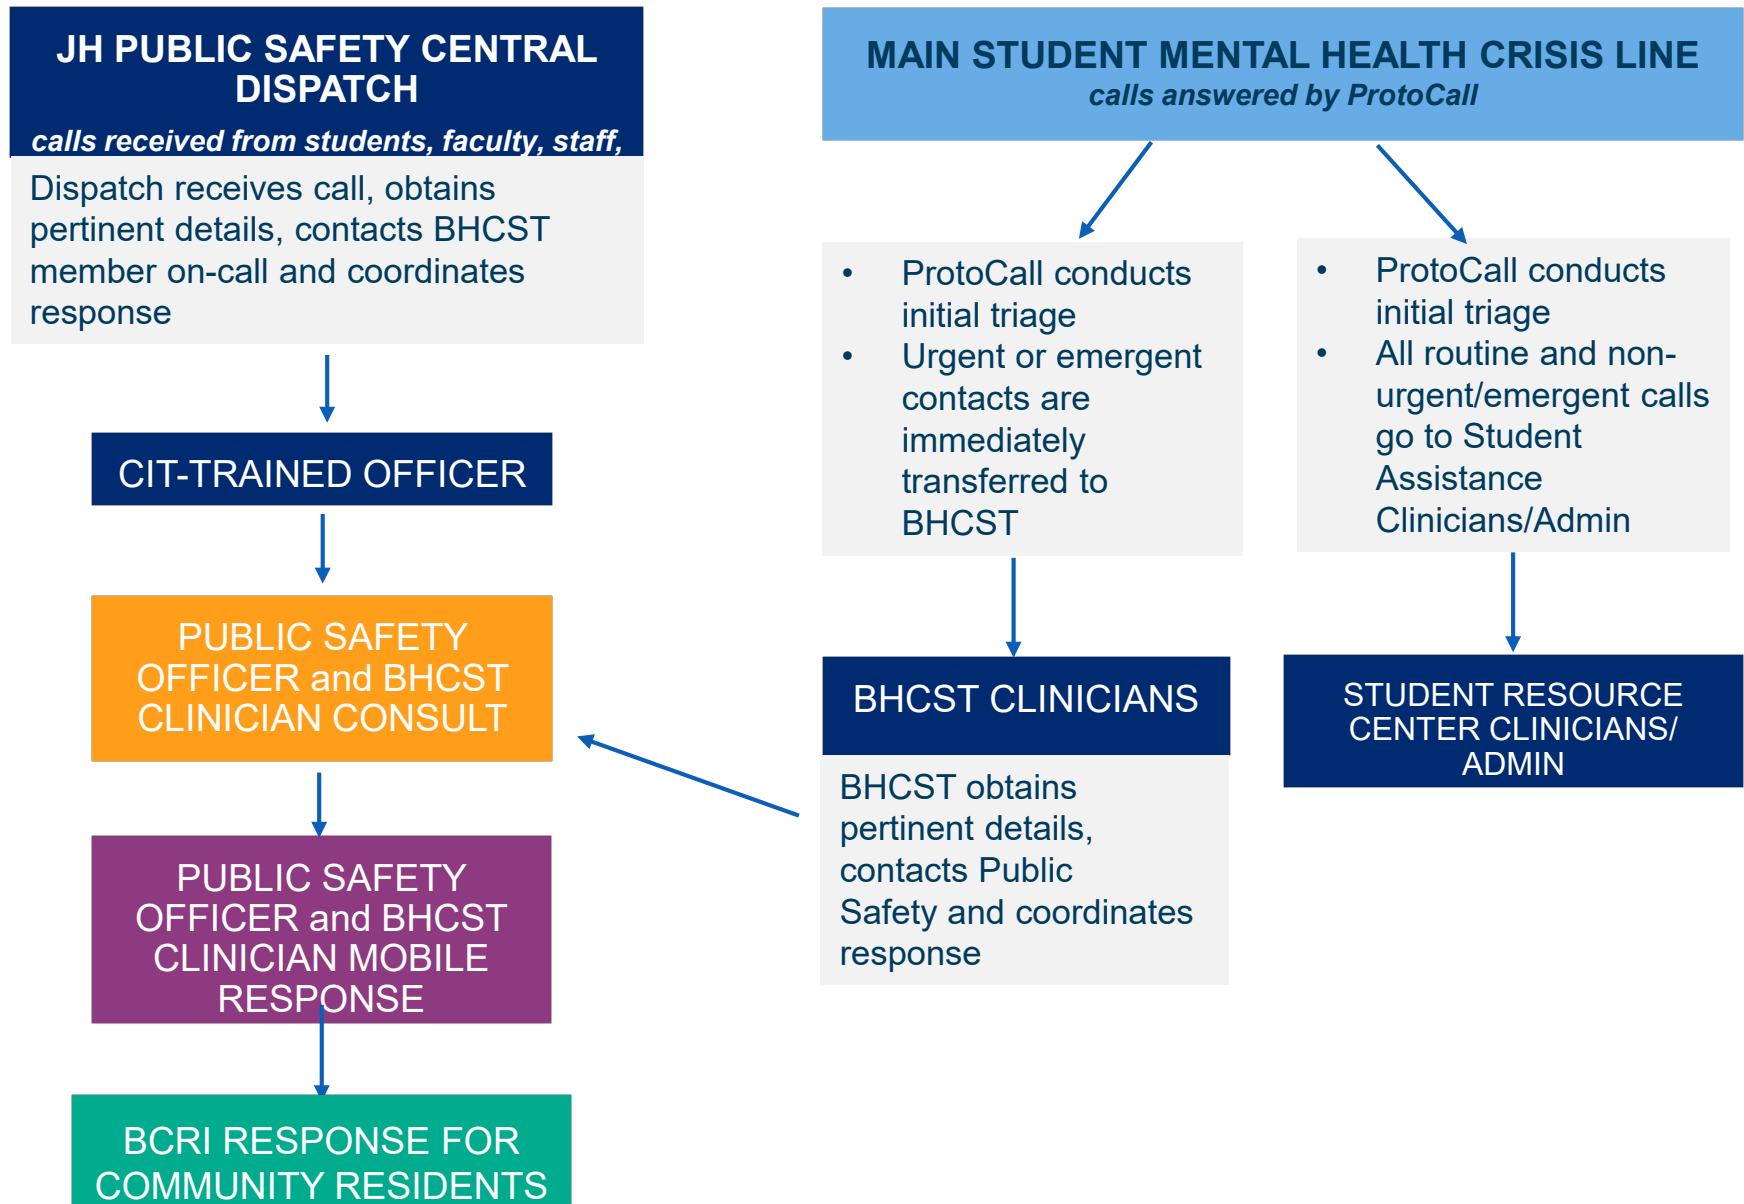 JH PUBLIC SAFETY CENTRAL
DISPATCH
calls received from students, faculty, staff,
Dispatch receives call, obtains
pertinent details, contacts BHCST
member on-call and coordinates
response
CIT-TRAINED OFFICER
PUBLIC SAFETY
OFFICER and BHCST
CLINICIAN CONSULT
PUBLIC SAFETY
OFFICER and BHCST
CLINICIAN MOBILE
RESPONSE
BCRI RESPONSE FOR
COMMUNITY RESIDENTS
MAIN STUDENT MENTAL HEALTH CRISIS LINE
calls answered by ProtoCall
• ProtoCall conducts
initial triage
• Urgent or emergent
contacts are
immediately
transferred to
BHCST
BHCST CLINICIANS
BHCST obtains
pertinent details,
contacts Public
Safety and coordinates
response
• ProtoCall conducts
initial triage
• All routine and non-
urgent/emergent calls
go to Student
Assistance
Clinicians/Admin
STUDENT RESOURCE
CENTER CLINICIANS/
ADMIN